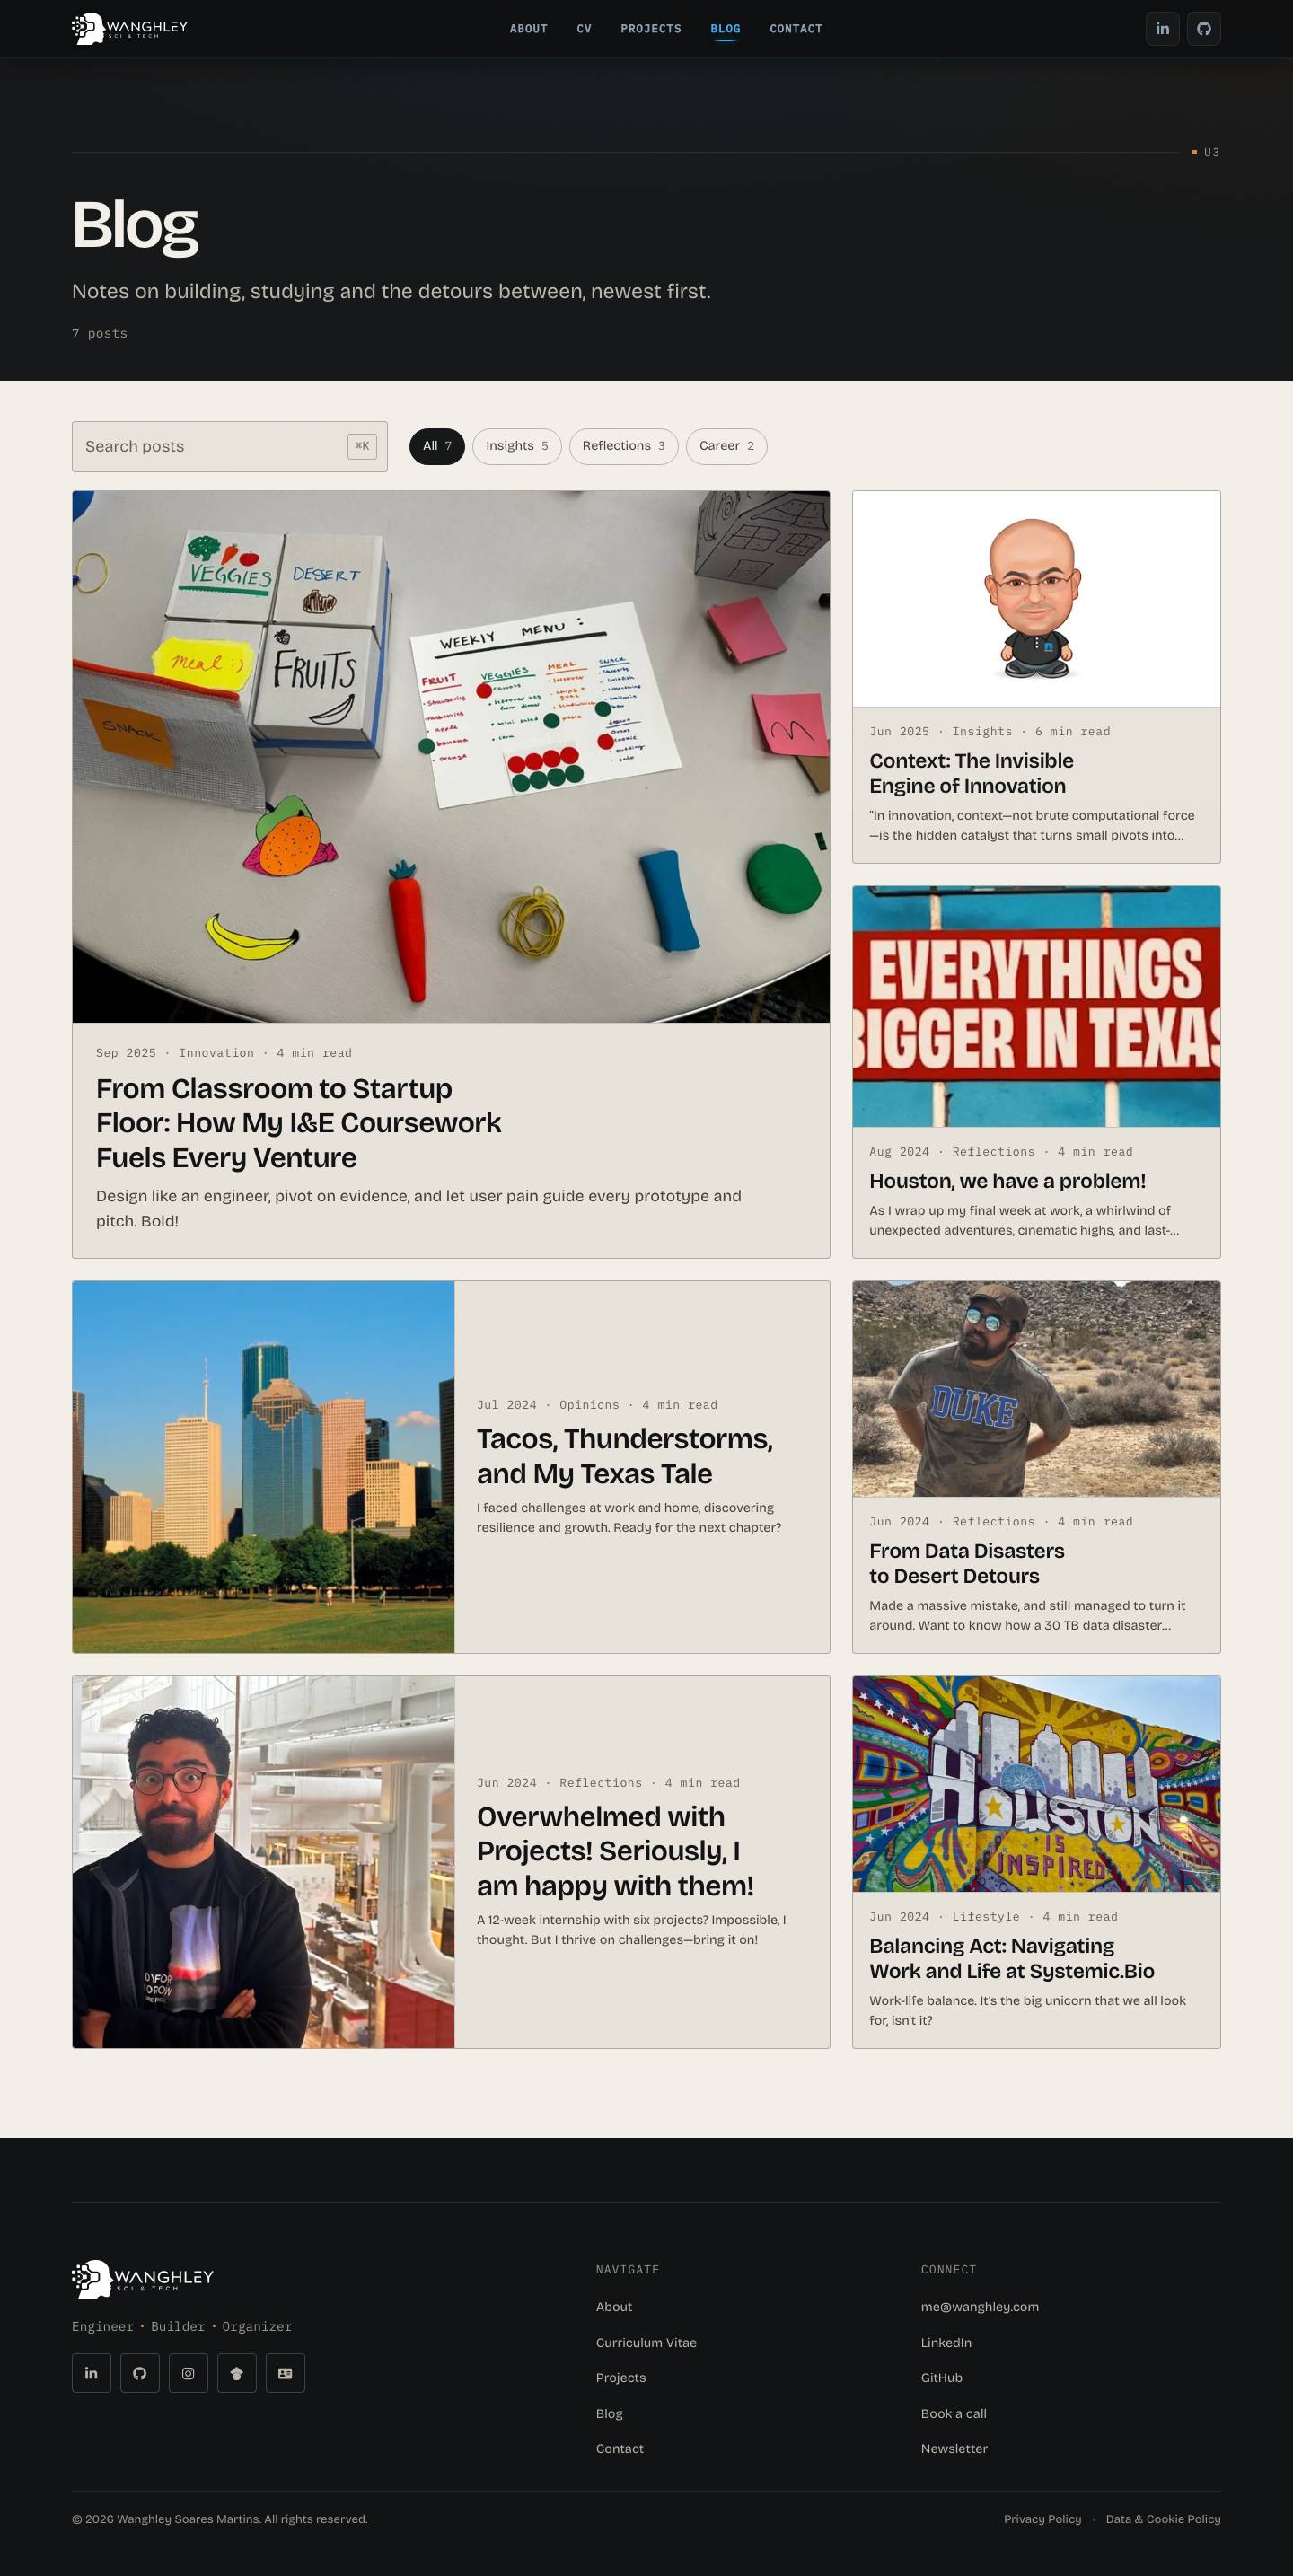 WANGHLEY
SCI & TECH
ABOUT
CV
PROJECTS
BLOG
CONTACT
U3
Blog
Notes on building, studying and the detours between, newest first.
7 posts
Search posts
⌘K
All 7
Insights 5
Reflections 3
Career 2
VEGGIES
DESSERT
meal :)
FRUITS
SNACK
WEEKLY MENU :
FRUIT
VEGGIES
MEAL
SNACK
Sep 2025 · Innovation · 4 min read
From Classroom to Startup
Floor: How My I&E Coursework
Fuels Every Venture
Design like an engineer, pivot on evidence, and let user pain guide every prototype and
pitch. Bold!
Jun 2025 · Insights · 6 min read
Context: The Invisible
Engine of Innovation
“In innovation, context—not brute computational force
—is the hidden catalyst that turns small pivots into…
EVERYTHINGS
BIGGER IN TEXAS
Aug 2024 · Reflections · 4 min read
Houston, we have a problem!
As I wrap up my final week at work, a whirlwind of
unexpected adventures, cinematic highs, and last-…
Jul 2024 · Opinions · 4 min read
Tacos, Thunderstorms,
and My Texas Tale
I faced challenges at work and home, discovering
resilience and growth. Ready for the next chapter?
DUKE
Jun 2024 · Reflections · 4 min read
From Data Disasters
to Desert Detours
Made a massive mistake, and still managed to turn it
around. Want to know how a 30 TB data disaster…
Jun 2024 · Reflections · 4 min read
Overwhelmed with
Projects! Seriously, I
am happy with them!
A 12-week internship with six projects? Impossible, I
thought. But I thrive on challenges—bring it on!
HOUSTON
IS
INSPIRED
Jun 2024 · Lifestyle · 4 min read
Balancing Act: Navigating
Work and Life at Systemic.Bio
Work-life balance. It’s the big unicorn that we all look
for, isn’t it?
WANGHLEY
SCI & TECH
Engineer • Builder • Organizer
NAVIGATE
About
Curriculum Vitae
Projects
Blog
Contact
CONNECT
me@wanghley.com
LinkedIn
GitHub
Book a call
Newsletter
© 2026 Wanghley Soares Martins. All rights reserved.
Privacy Policy • Data & Cookie Policy